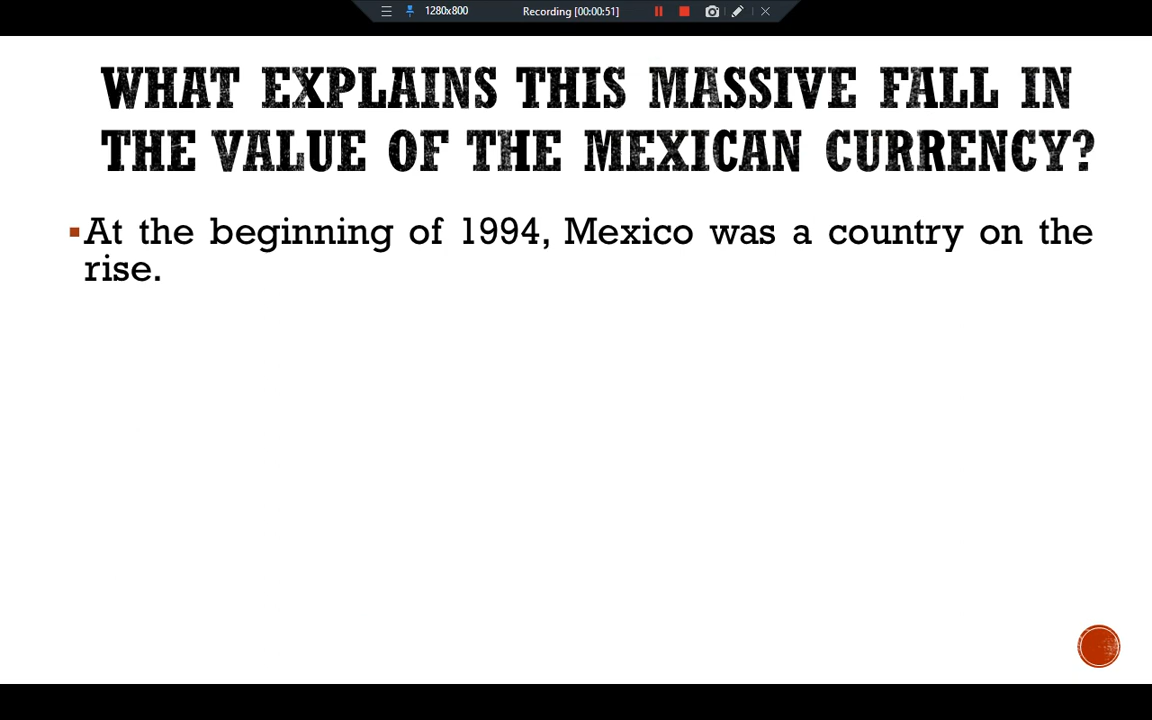 1280x800
Recording [00:00:51]
WHAT EXPLAINS THIS MASSIVE FALL IN
THE VALUE OF THE MEXICAN CURRENCY?
▪At the beginning of 1994, Mexico was a country on the
rise.